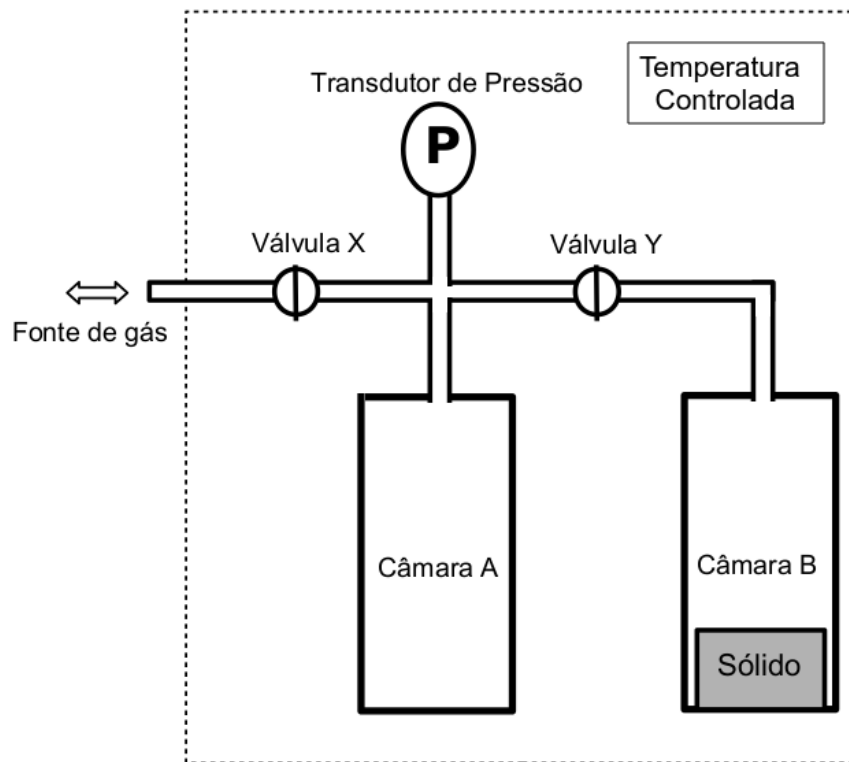 Transdutor de Pressão
Temperatura
Controlada
P
Válvula X
Válvula Y
Fonte de gás
Câmara A
Câmara B
Sólido